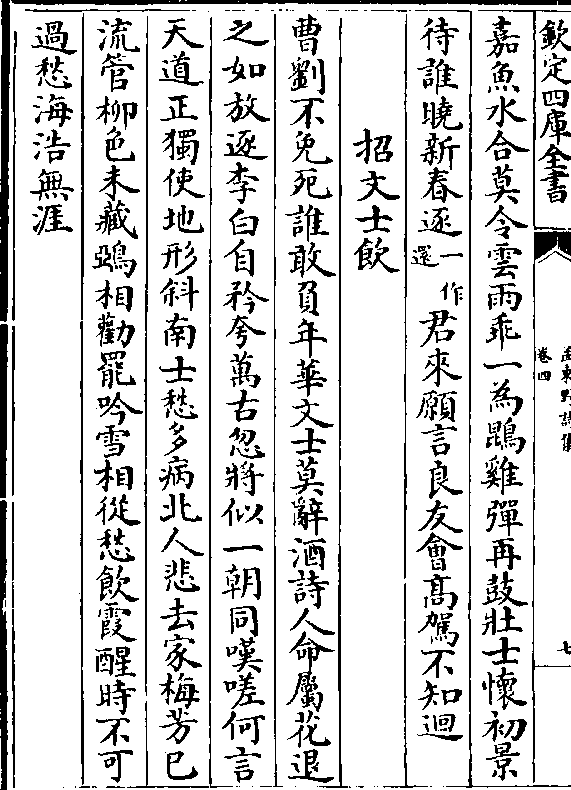 欽定四庫全書
孟東野詩集
卷四
七
嘉魚水合莫令雲雨乖一為鵾雞彈再鼓壯士懷初景
待誰曉新春逐一作還君來願言良友會高駕不知迴
招文士飲
曹劉不免死誰敢負年華文士莫辭酒詩人命屬花退
之如放逐李白自矜夸萬古忽將似一朝同嘆嗟何言
天道正獨使地形斜南士愁多病北人悲去家梅芳已
流管柳色未藏鵶相勸罷吟雪相從愁飲霞醒時不可
過愁海浩無涯